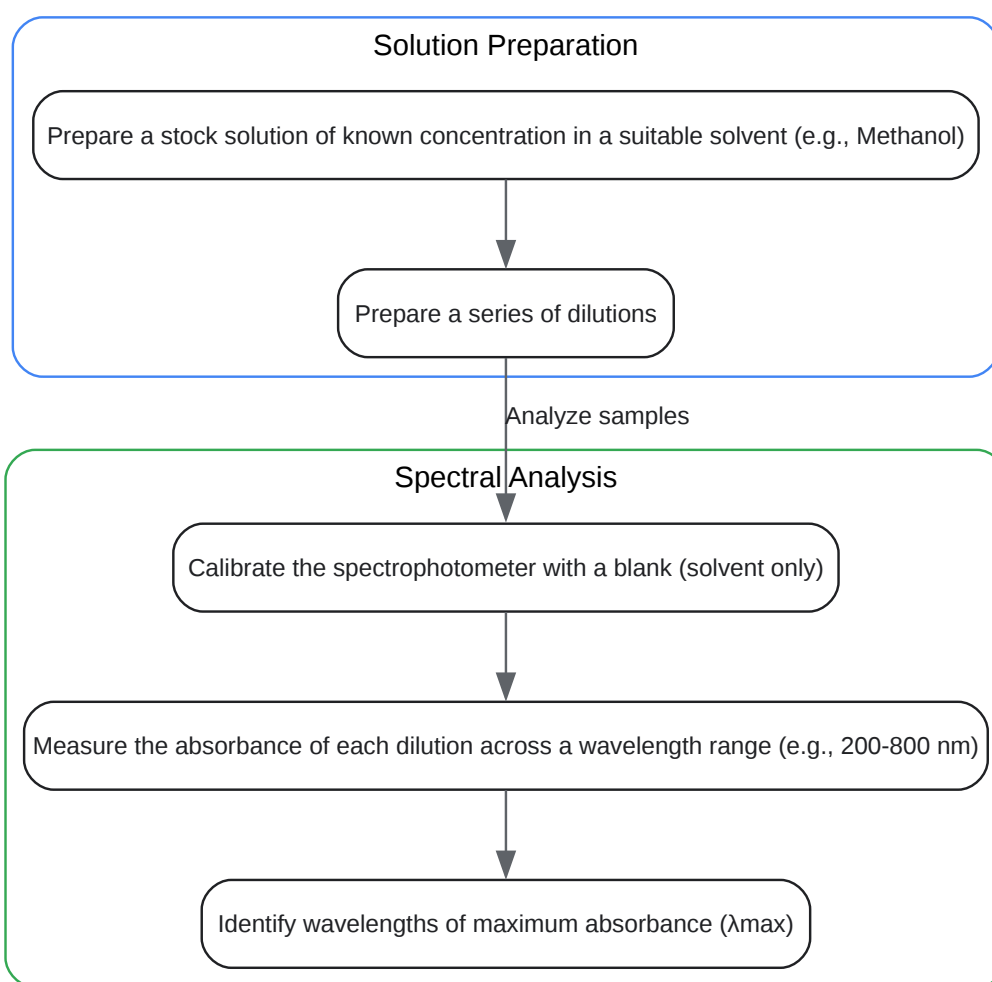 Solution Preparation
Prepare a stock solution of known concentration in a suitable solvent (e.g., Methanol)
Prepare a series of dilutions
Analyze samples
Spectral Analysis
Calibrate the spectrophotometer with a blank (solvent only)
Measure the absorbance of each dilution across a wavelength range (e.g., 200-800 nm)
Identify wavelengths of maximum absorbance (λmax)